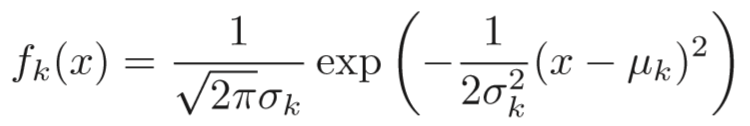 f_k(x) = \frac{1}{\sqrt{2\pi}\sigma_k} \exp\left(-\frac{1}{2\sigma_k^2}(x - \mu_k)^2\right)